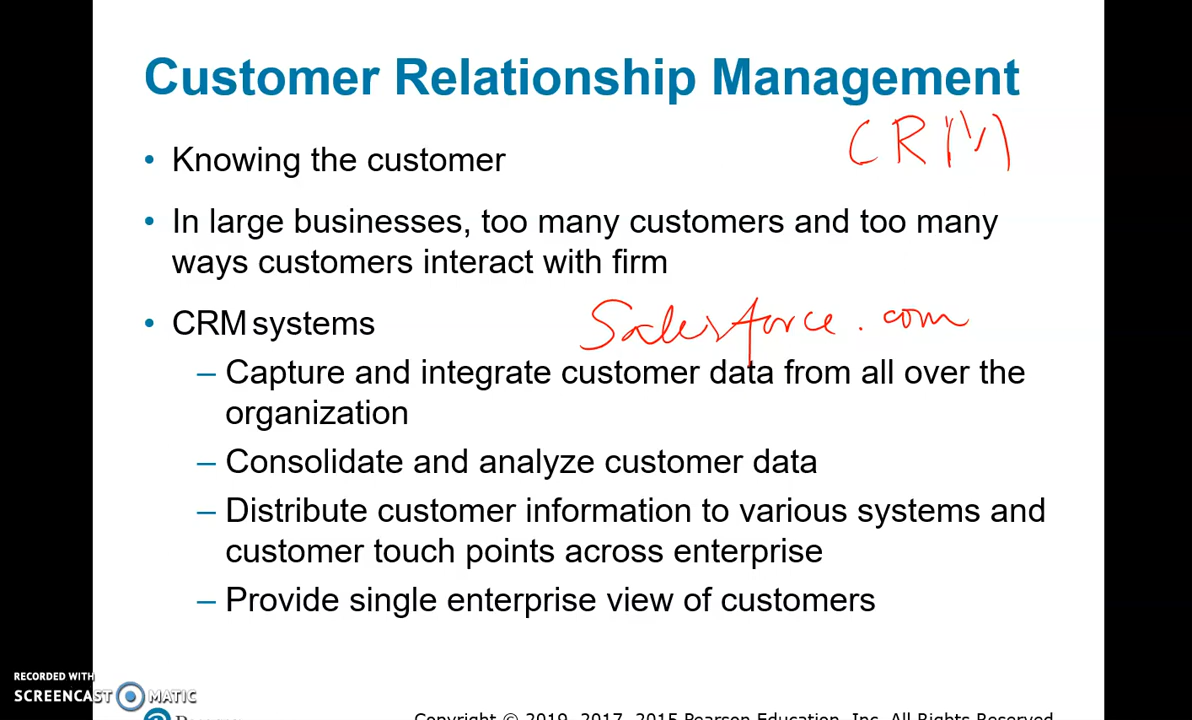 Customer Relationship Management
CRM
• Knowing the customer
• In large businesses, too many customers and too many
ways customers interact with firm
• CRM systems
Salesforce.com
– Capture and integrate customer data from all over the
organization
– Consolidate and analyze customer data
– Distribute customer information to various systems and
customer touch points across enterprise
– Provide single enterprise view of customers
RECORDED WITH
SCREENCAST MATIC
Copyright © 2019, 2017, 2015 Pearson Education, Inc. All Rights Reserved